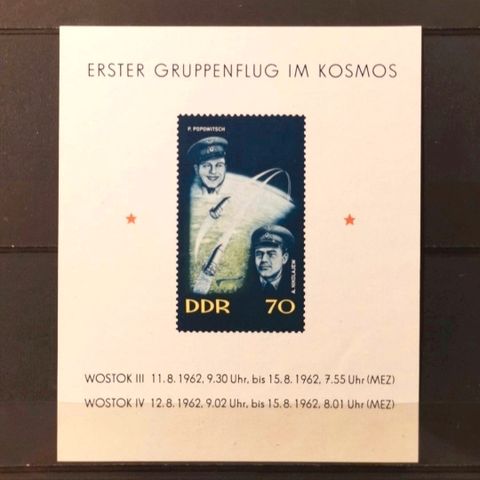 ERSTER GRUPPENFLUG IM KOSMOS
P. POPOWITSCH
A. NIKOLAJEW
DDR 70
WOSTOK III 11.8.1962, 9.30 Uhr, bis 15.8.1962, 7.55 Uhr (MEZ)
WOSTOK IV 12.8.1962, 9.02 Uhr, bis 15.8.1962, 8.01 Uhr (MEZ)